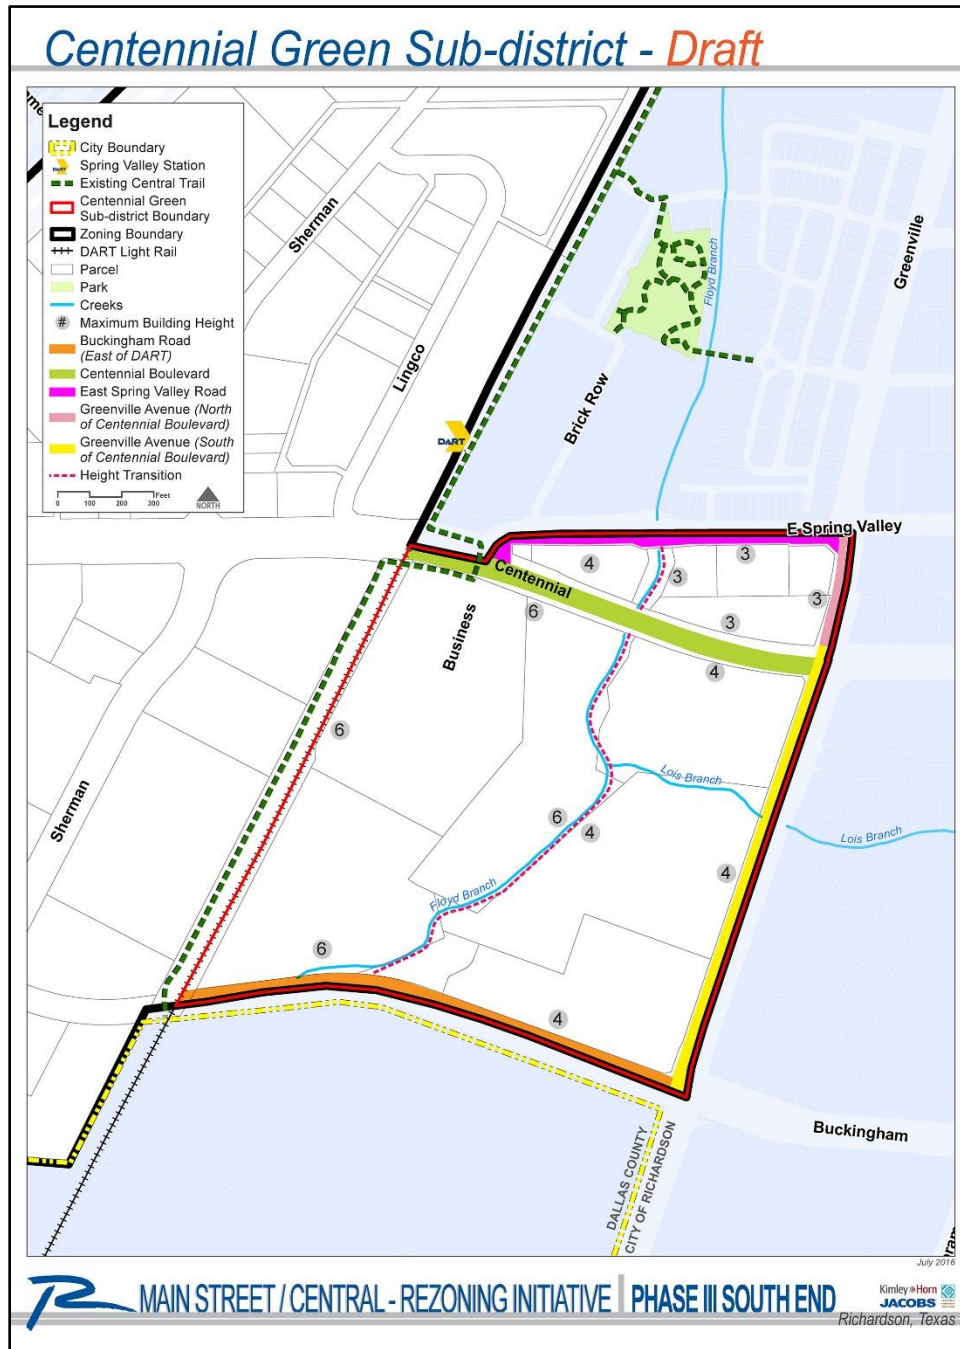 Centennial Green Sub-district - Draft
Legend
City Boundary
DART
Spring Valley Station
Existing Central Trail
Centennial Green
Sub-district Boundary
Zoning Boundary
DART Light Rail
Parcel
Park
Creeks
# Maximum Building Height
Buckingham Road
(East of DART)
Centennial Boulevard
East Spring Valley Road
Greenville Avenue (North
of Centennial Boulevard)
Greenville Avenue (South
of Centennial Boulevard)
Height Transition
Feet
0 100 200 300
NORTH
Sherman
Greenville
Floyd Branch
Lingco
Brick Row
DART
E Spring Valley
Centennial
4
3
3
3
3
6
4
Business
6
Lois Branch
Lois Branch
Sherman
6
4
4
Floyd Branch
6
4
Buckingham
DALLAS COUNTY
CITY OF RICHARDSON
July 2016
MAIN STREET / CENTRAL - REZONING INITIATIVE | PHASE III SOUTH END
Kimley»Horn
JACOBS
Richardson, Texas